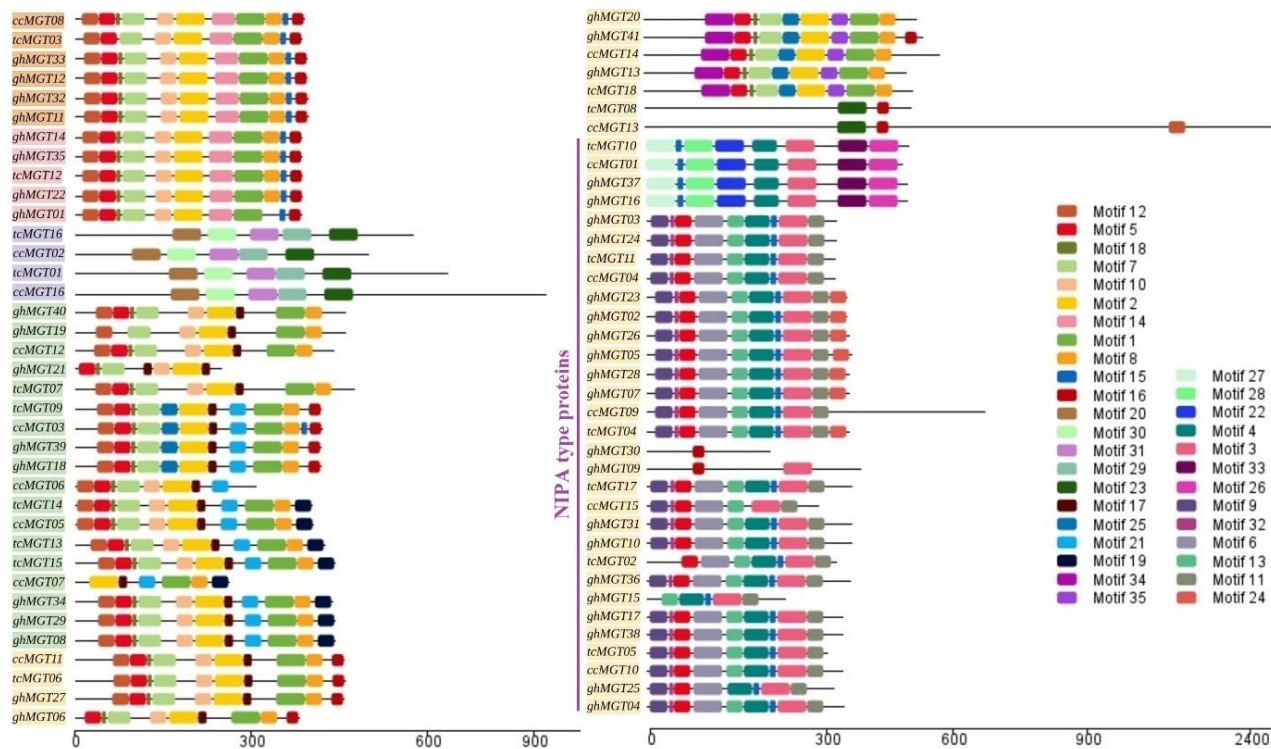 ccMGT08
tcMGT03
ghMGT33
ghMGT12
ghMGT32
ghMGT11
ghMGT14
ghMGT35
tcMGT12
ghMGT22
ghMGT01
tcMGT16
ccMGT02
tcMGT01
ccMGT16
ghMGT40
ghMGT19
ccMGT12
ghMGT21
tcMGT07
tcMGT09
ccMGT03
ghMGT39
ghMGT18
ccMGT06
tcMGT14
ccMGT05
tcMGT13
tcMGT15
ccMGT07
ghMGT34
ghMGT29
ghMGT08
ccMGT11
tcMGT06
ghMGT27
ghMGT06
0 300 600 900
ghMGT20
ghMGT41
ccMGT14
ghMGT13
tcMGT18
tcMGT08
ccMGT13
tcMGT10
ccMGT01
ghMGT37
ghMGT16
ghMGT03
ghMGT24
tcMGT11
ccMGT04
ghMGT23
ghMGT02
ghMGT26
ghMGT05
ghMGT28
ghMGT07
ccMGT09
tcMGT04
ghMGT30
ghMGT09
tcMGT17
ccMGT15
ghMGT31
ghMGT10
tcMGT02
ghMGT36
ghMGT15
ghMGT17
ghMGT38
tcMGT05
ccMGT10
ghMGT25
ghMGT04
0 300 900 2400
NIPA type proteins
Motif 12
Motif 5
Motif 18
Motif 7
Motif 10
Motif 2
Motif 14
Motif 1
Motif 8
Motif 15
Motif 16
Motif 20
Motif 30
Motif 31
Motif 29
Motif 23
Motif 17
Motif 25
Motif 21
Motif 19
Motif 34
Motif 35
Motif 27
Motif 28
Motif 22
Motif 4
Motif 3
Motif 33
Motif 26
Motif 9
Motif 32
Motif 6
Motif 13
Motif 11
Motif 24